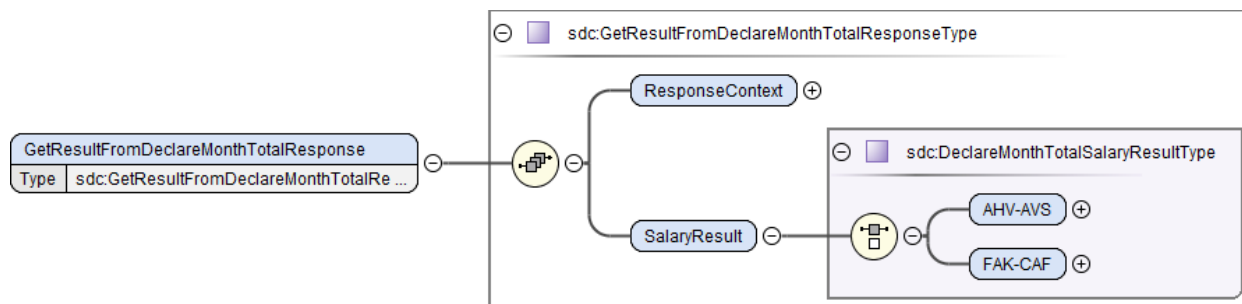 sdc:GetResultFromDeclareMonthTotalResponseType
ResponseContext
GetResultFromDeclareMonthTotalResponse
Type sdc:GetResultFromDeclareMonthTotalRe ...
sdc:DeclareMonthTotalSalaryResultType
AHV-AVS
SalaryResult
FAK-CAF